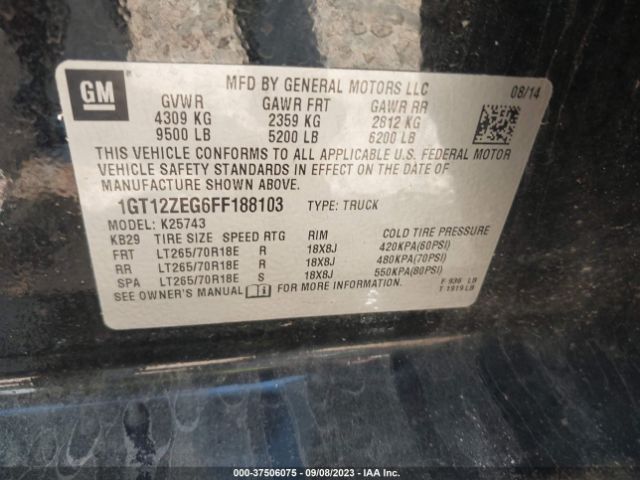 GM
MFD BY GENERAL MOTORS LLC
08/14
GVWR GAWR FRT GAWR RR
4309 KG 2359 KG 2812 KG
9500 LB 5200 LB 6200 LB
THIS VEHICLE CONFORMS TO ALL APPLICABLE U.S. FEDERAL MOTOR
VEHICLE SAFETY STANDARDS IN EFFECT ON THE DATE OF
MANUFACTURE SHOWN ABOVE.
1GT12ZEG6FF188103 TYPE: TRUCK
MODEL: K25743
KB29 TIRE SIZE SPEED RTG RIM COLD TIRE PRESSURE
FRT LT265/70R18E R 18X8J 420KPA(60PSI)
RR LT265/70R18E R 18X8J 480KPA(70PSI)
SPA LT265/70R18E S 18X8J 550KPA(80PSI)
SEE OWNER'S MANUAL FOR MORE INFORMATION.
F: 936 LB
T: 1919 LB
000-37506075 - 09/08/2023 - IAA Inc.